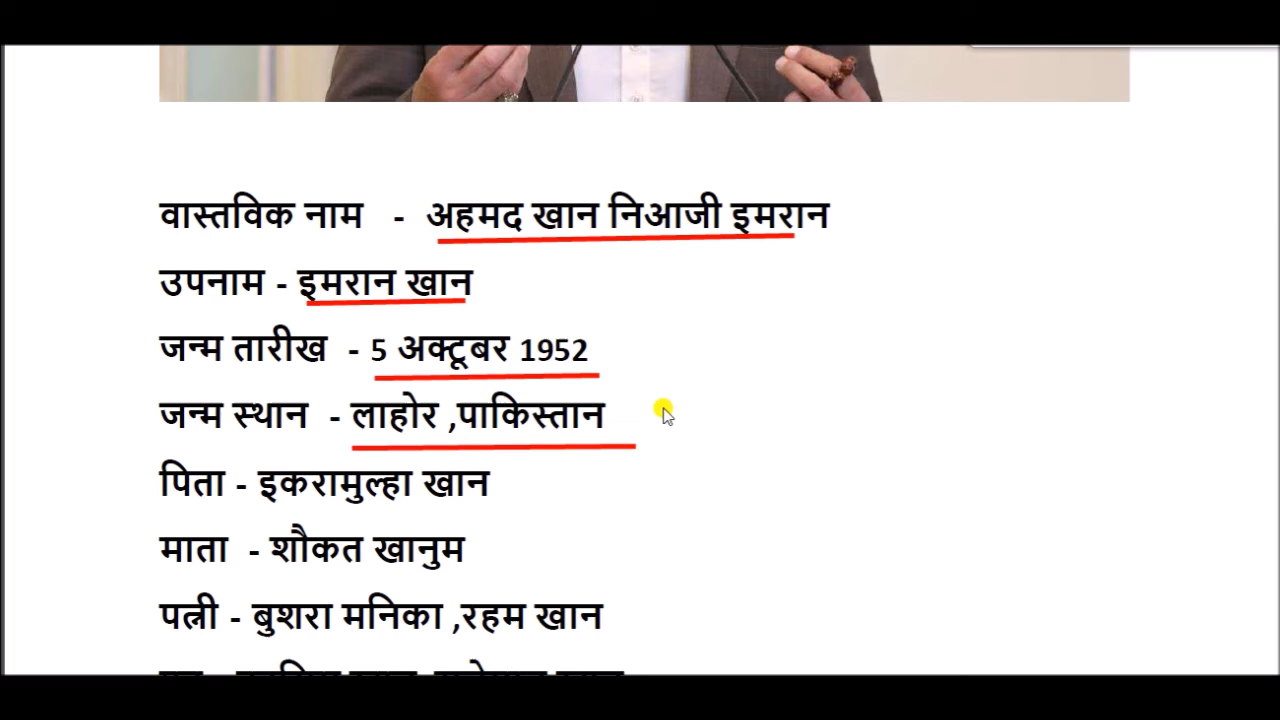 वास्तविक नाम - अहमद खान निआजी इमरान
उपनाम - इमरान खान
जन्म तारीख - 5 अक्टूबर 1952
जन्म स्थान - लाहोर ,पाकिस्तान
पिता - इकरामुल्हा खान
माता - शौकत खानुम
पत्नी - बुशरा मनिका ,रहम खान